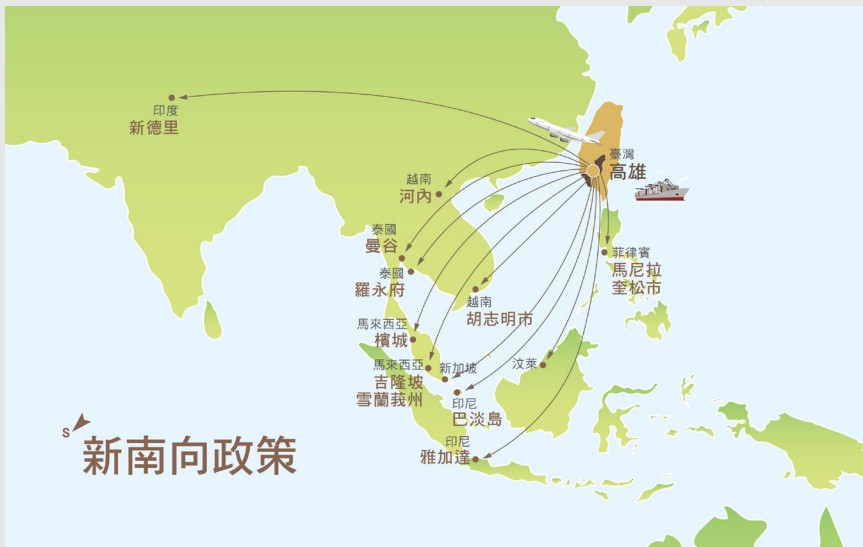 印度
新德里
臺灣
高雄
越南
河內
泰國
曼谷
泰國
羅永府
菲律賓
馬尼拉
奎松市
越南
胡志明市
馬來西亞
檳城
馬來西亞
吉隆坡
雪蘭莪州
新加坡
汶萊
印尼
巴淡島
印尼
雅加達
S
新南向政策